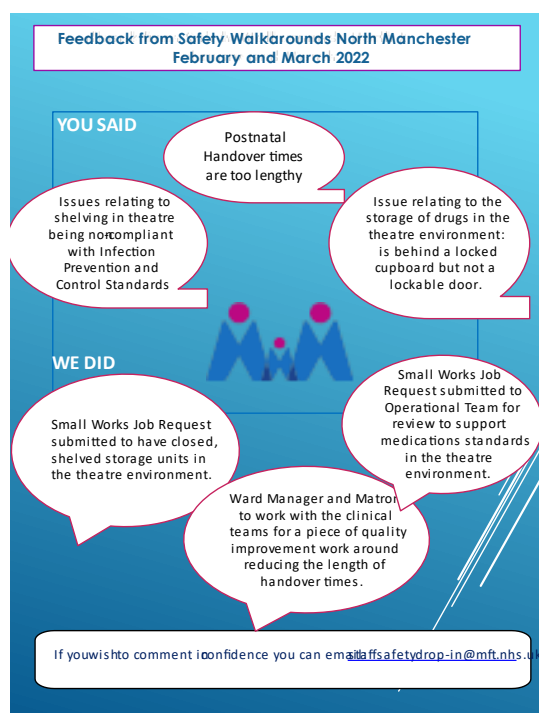 Feedback from Safety Walkarounds North Manchester
February and March 2022
YOU SAID
Postnatal
Handover times
are too lengthy
Issues relating to
shelving in theatre
being non-compliant
with Infection
Prevention and
Control Standards
Issue relating to the
storage of drugs in the
theatre environment:
is behind a locked
cupboard but not a
lockable door.
WE DID
Small Works Job Request
submitted to have closed,
shelved storage units in
the theatre environment.
Small Works Job
Request submitted to
Operational Team for
review to support
medications standards
in the theatre
environment.
Ward Manager and Matron
to work with the clinical
teams for a piece of quality
improvement work around
reducing the length of
handover times.
If you wish to comment in confidence you can email staffsafetydrop-in@mft.nhs.uk